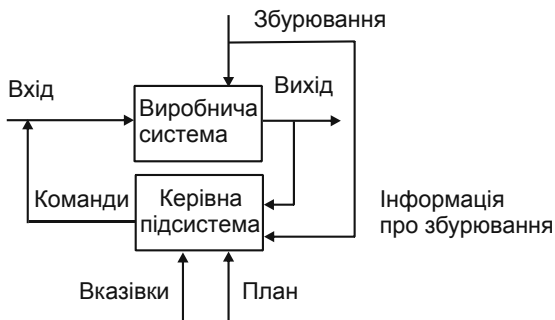 Збурювання
Вхід
Виробнича
система
Вихід
Команди
Керівна
підсистема
Інформація
про збурювання
Вказівки
План